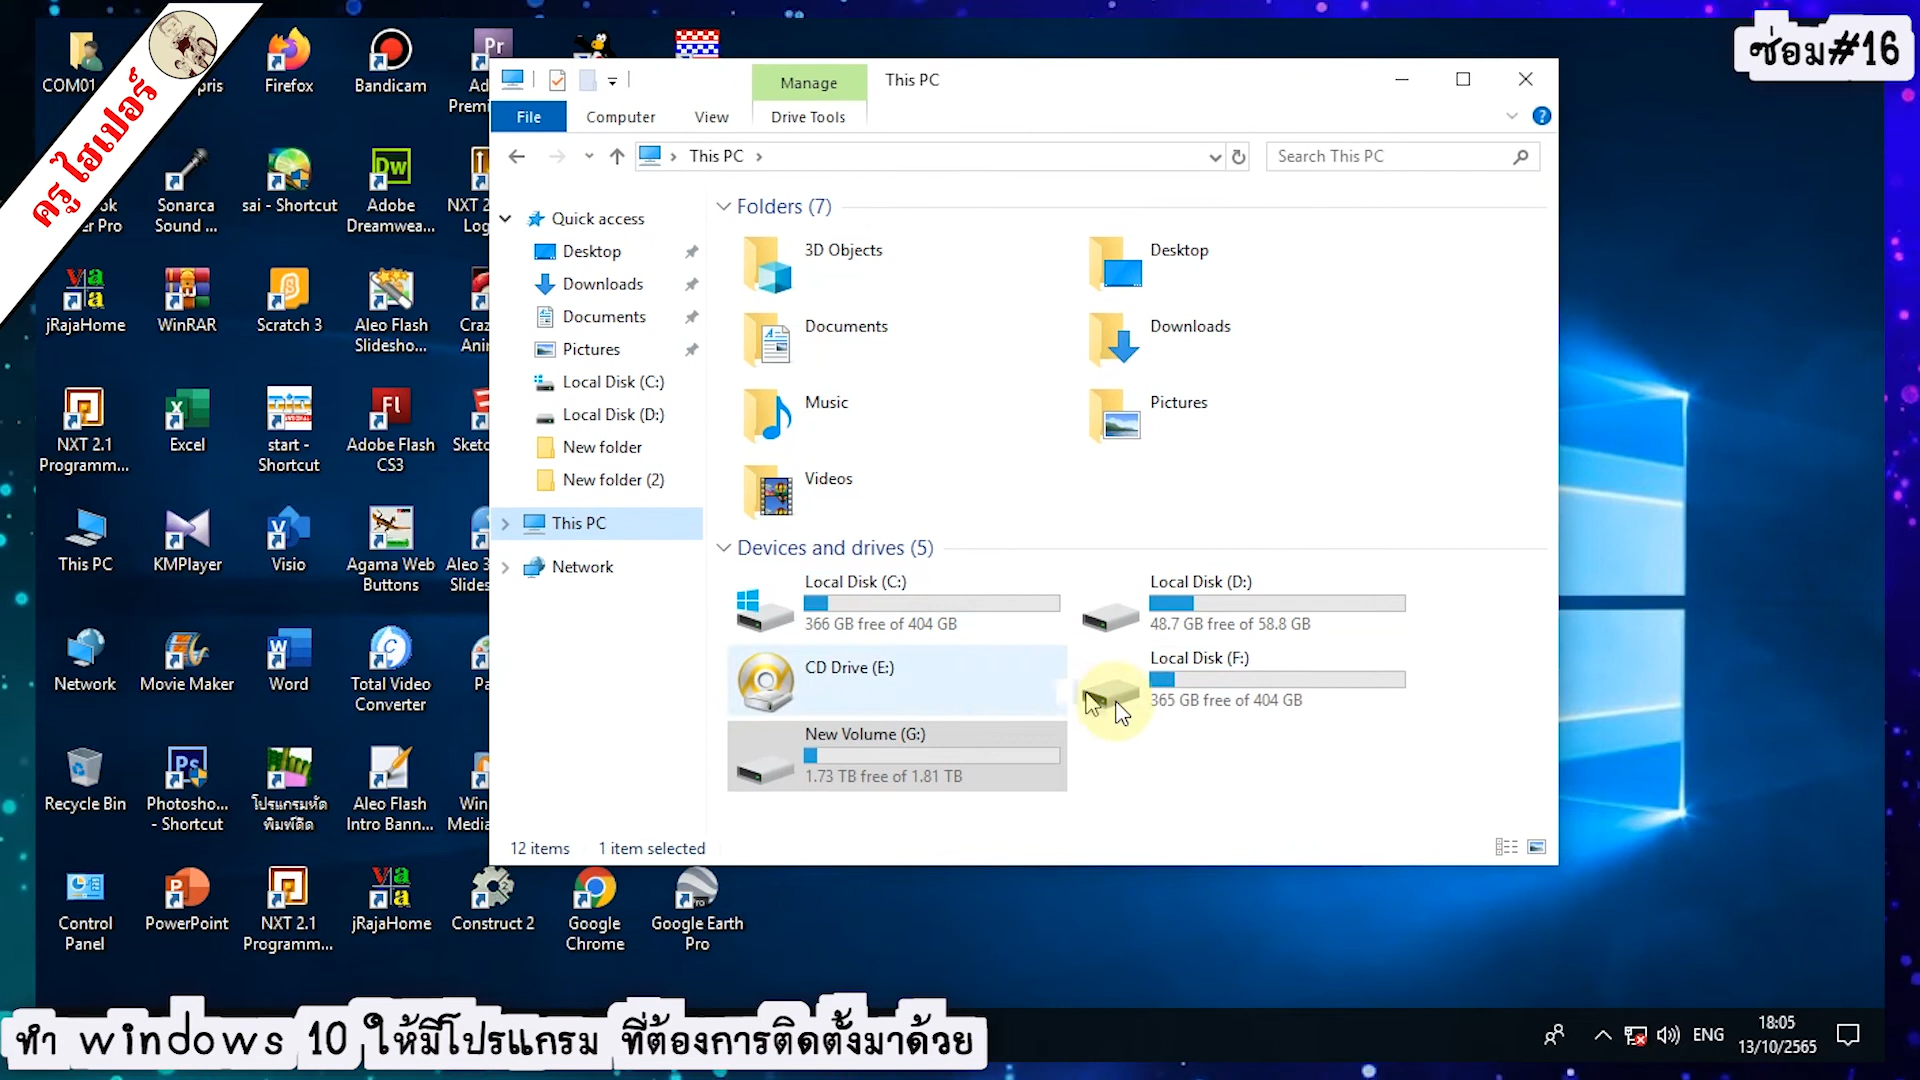 ครู ไฮเปอร์
ซ่อม#16
COM01
pris
Firefox
Bandicam
Ad
Premi
Sonarca
Sound ...
sai - Shortcut
Adobe
Dreamwea...
NXT 2
Log
ok
er Pro
jRajaHome
WinRAR
Scratch 3
Aleo Flash
Slidesho...
Craz
Anir
NXT 2.1
Programm...
Excel
start -
Shortcut
Adobe Flash
CS3
Sketc
This PC
KMPlayer
Visio
Agama Web
Buttons
Aleo 3
Slides
Network
Movie Maker
Word
Total Video
Converter
Pa
Recycle Bin
Photosho...
- Shortcut
โปรแกรมหัด
พิมพ์ดีด
Aleo Flash
Intro Bann...
Win
Media
Control
Panel
PowerPoint
NXT 2.1
Programm...
jRajaHome
Construct 2
Google
Chrome
Google Earth
Pro
Manage
This PC
File
Computer
View
Drive Tools
This PC
Search This PC
Quick access
Desktop
Downloads
Documents
Pictures
Local Disk (C:)
Local Disk (D:)
New folder
New folder (2)
This PC
Network
Folders (7)
3D Objects
Desktop
Documents
Downloads
Music
Pictures
Videos
Devices and drives (5)
Local Disk (C:)
366 GB free of 404 GB
Local Disk (D:)
48.7 GB free of 58.8 GB
CD Drive (E:)
Local Disk (F:)
365 GB free of 404 GB
New Volume (G:)
1.73 TB free of 1.81 TB
12 items
1 item selected
ทำ windows 10 ให้มีโปรแกรม ที่ต้องการติดตั้งมาด้วย
ENG
18:05
13/10/2565